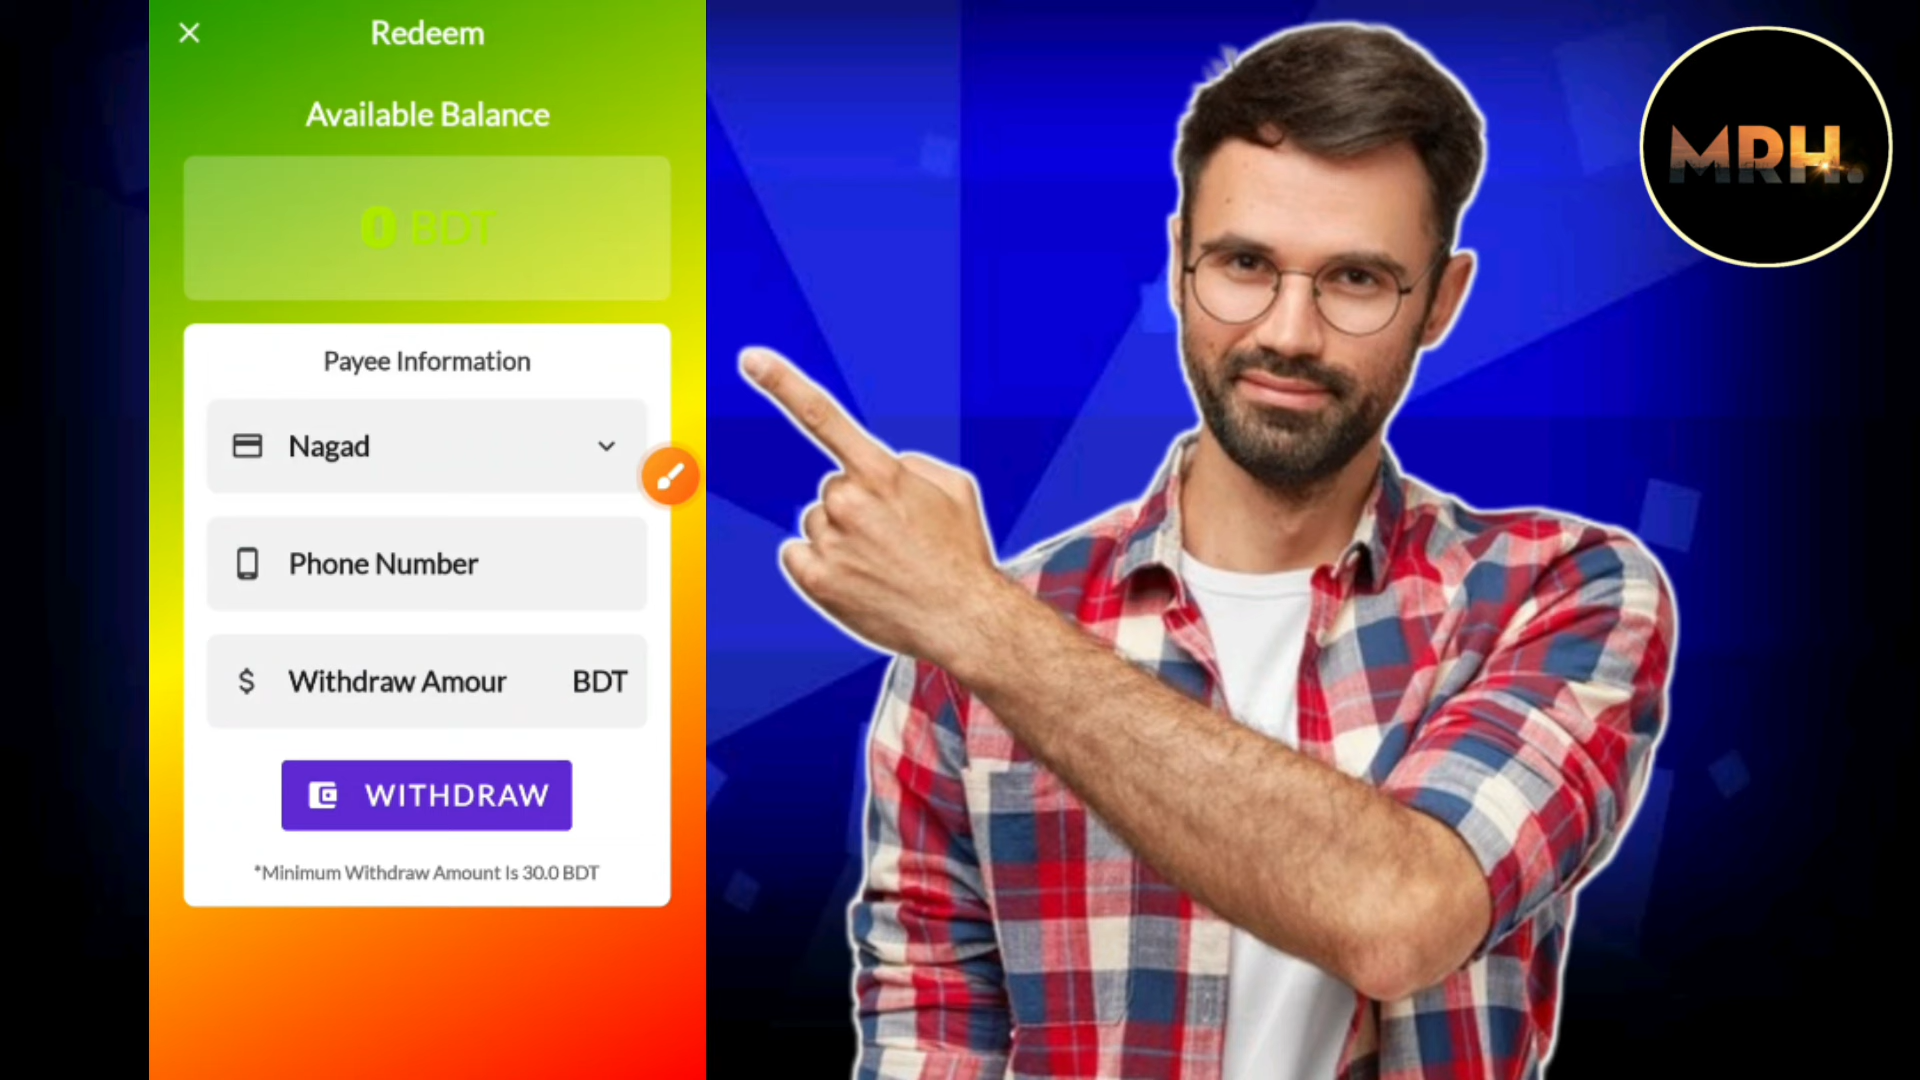 Redeem
Available Balance
0 BDT
Payee Information
Nagad
Phone Number
Withdraw Amour BDT
WITHDRAW
*Minimum Withdraw Amount Is 30.0 BDT
MRH.